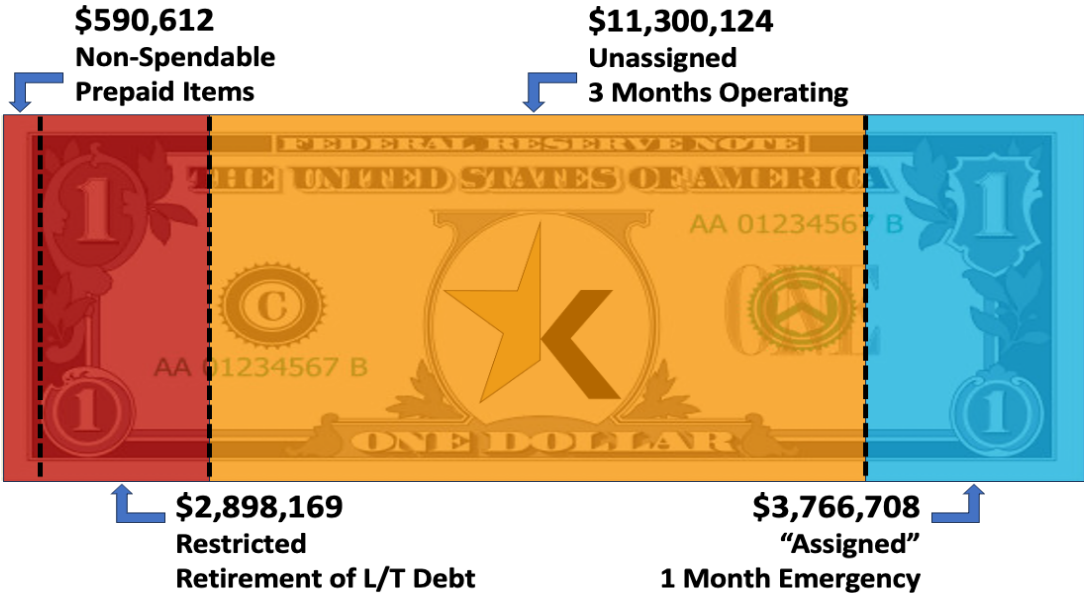 $590,612
Non-Spendable
Prepaid Items
$11,300,124
Unassigned
3 Months Operating
FEDERAL RESERVE NOTE
THE UNITED STATES OF AMERICA
1
1
AA 01234567 B
C
K
ONE
AA 01234567 B
1
1
ONE DOLLAR
$2,898,169
Restricted
Retirement of L/T Debt
$3,766,708
“Assigned”
1 Month Emergency